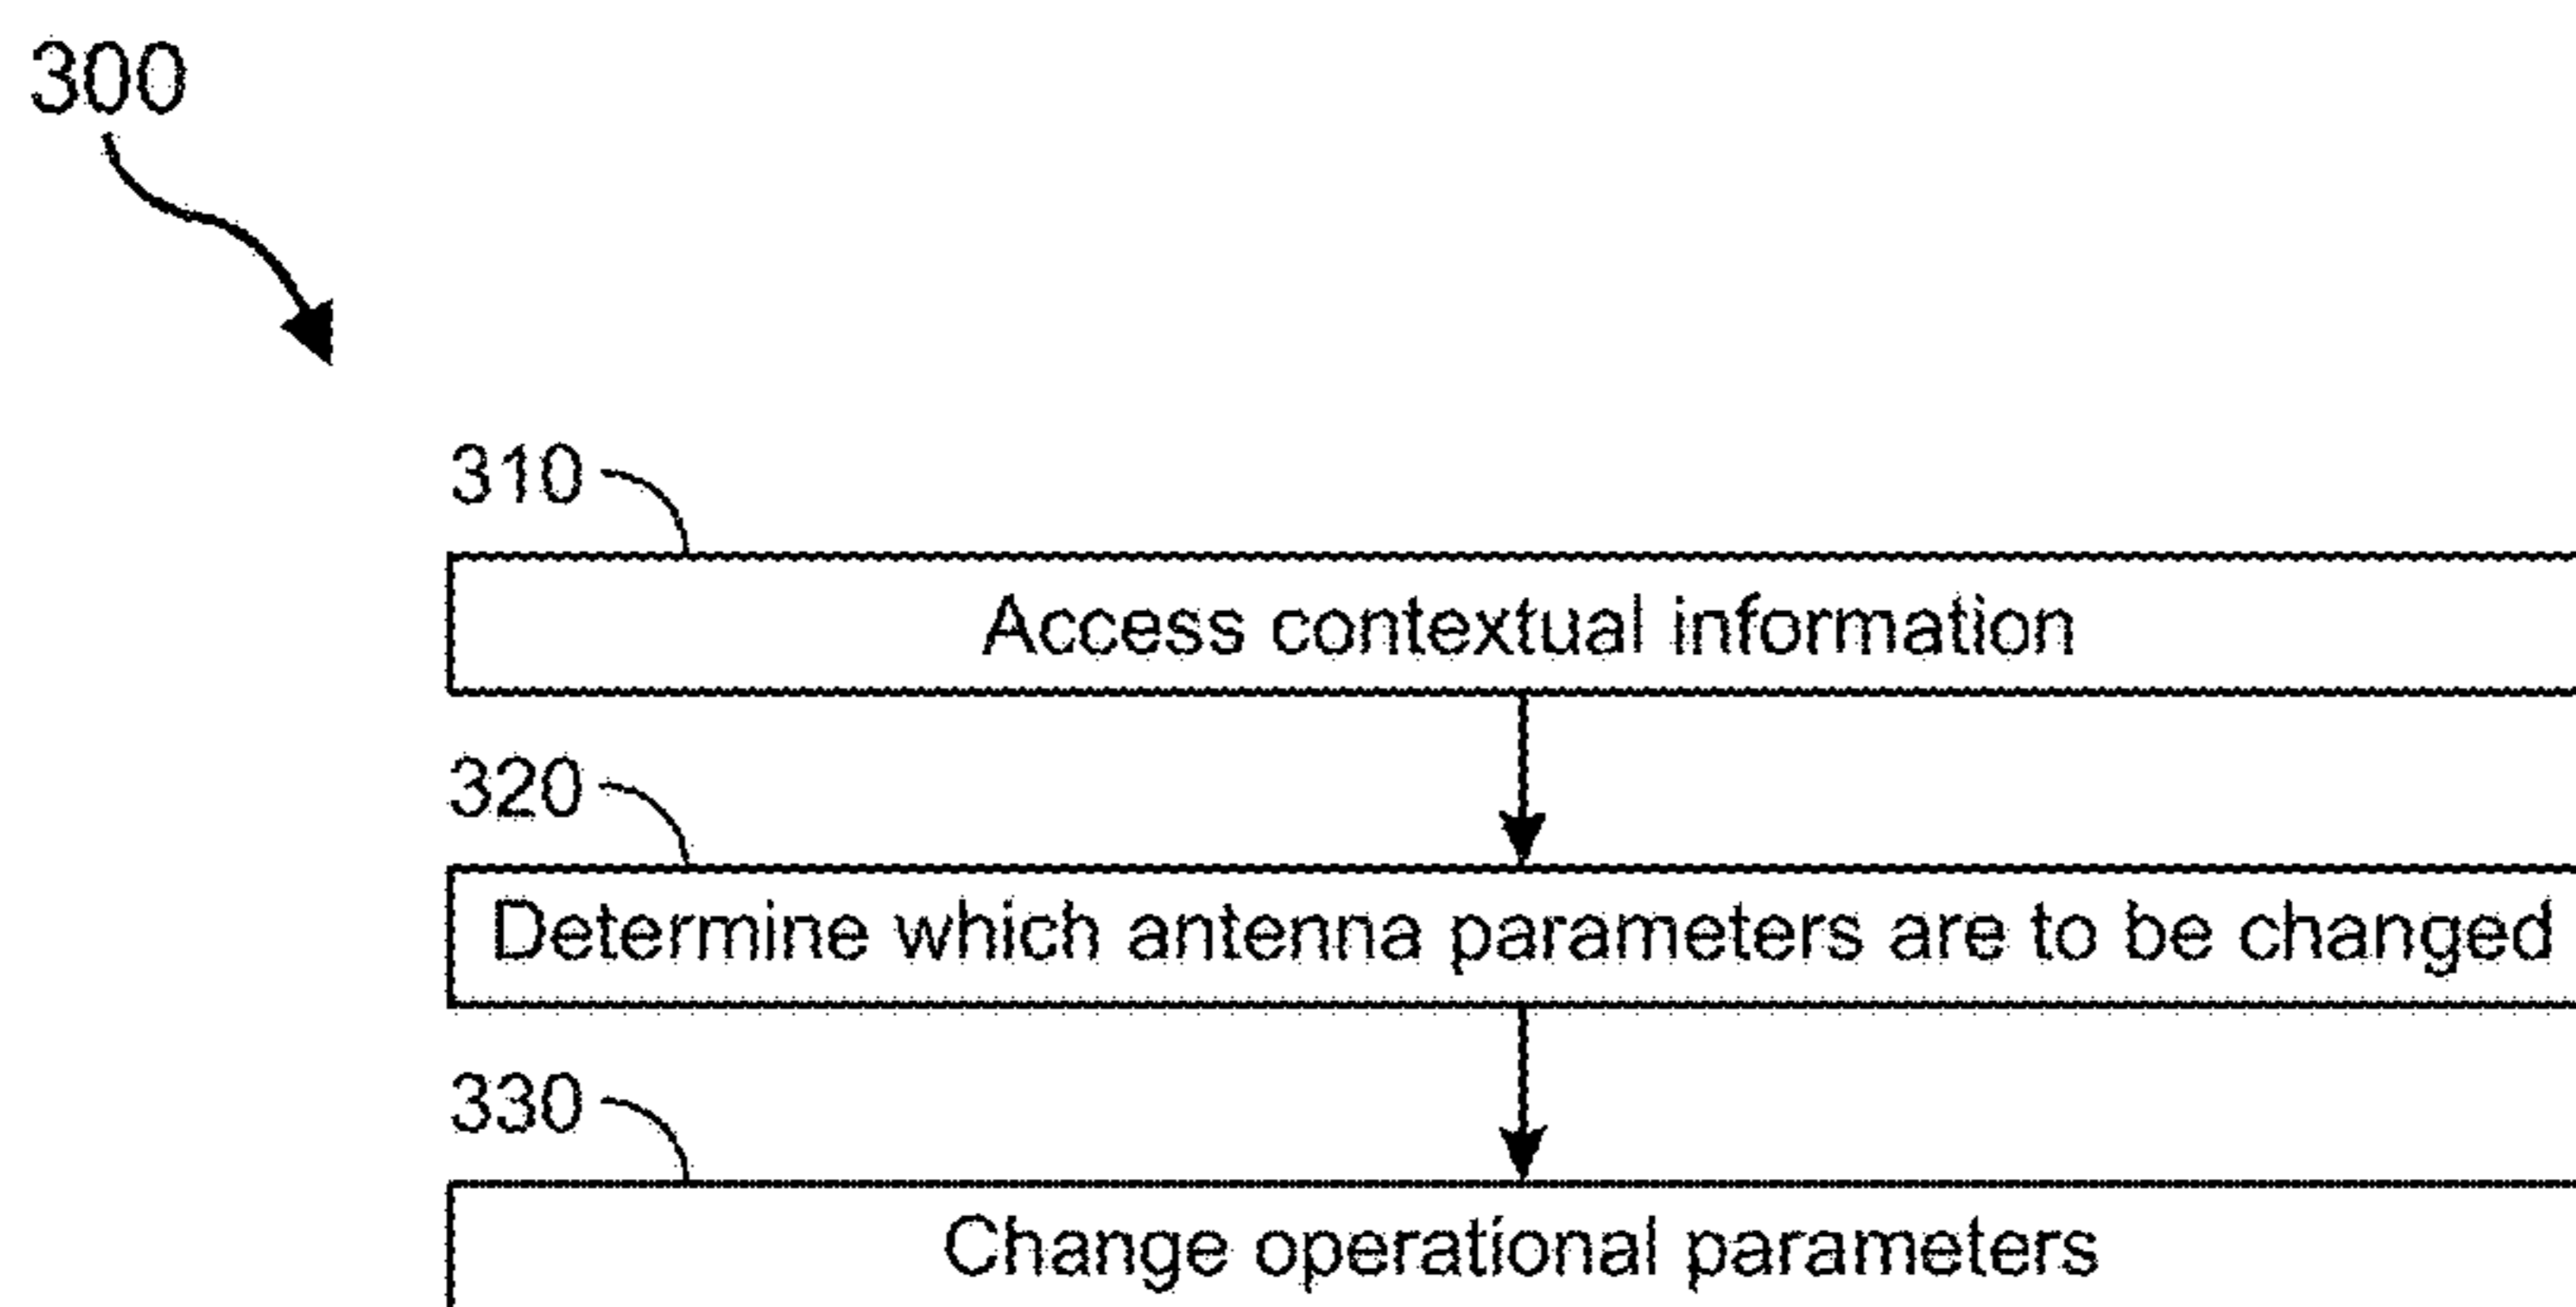 300
310
Access contextual information
320
Determine which antenna parameters are to be changed
330
Change operational parameters